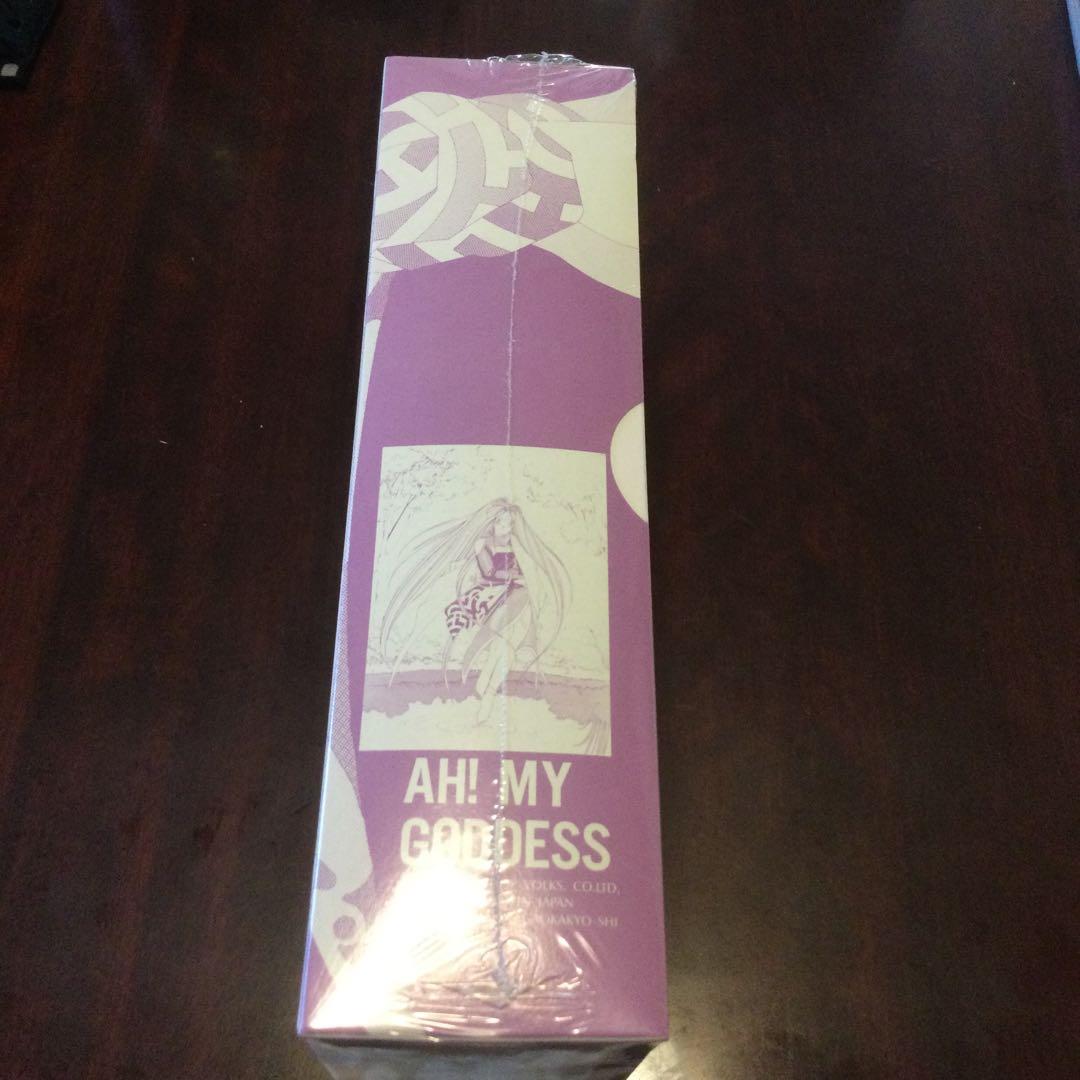 AH! MY
GODDESS
VOLKS. CO.LTD,
JAPAN